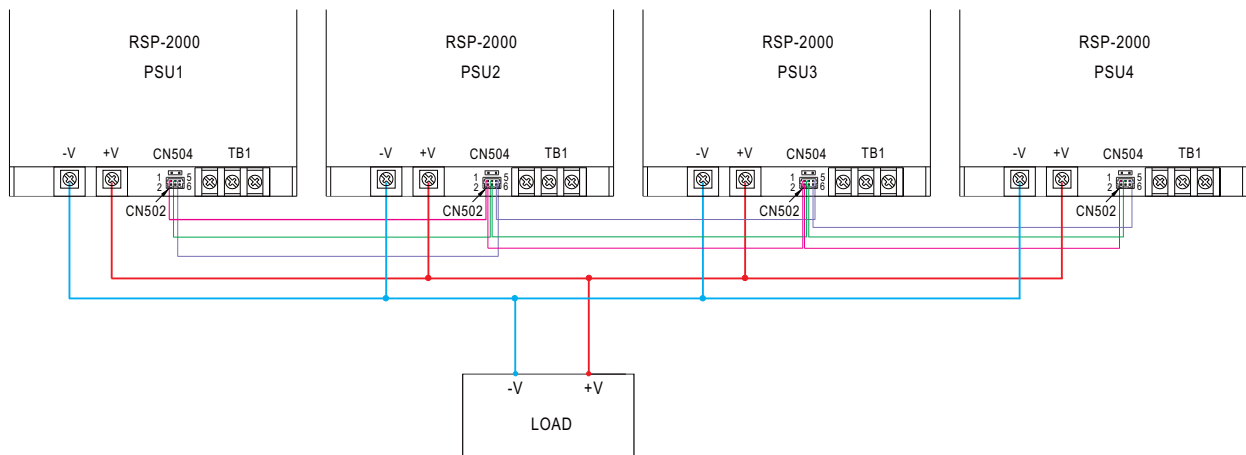 RSP-2000 RSP-2000 RSP-2000 RSP-2000
PSU1 PSU2 PSU3 PSU4
-V +V CN504 TB1 -V +V CN504 TB1 -V +V CN504 TB1 -V +V CN504 TB1
1 5 1 5 1 5 1 5
2 6 2 6 2 6 2 6
CN502 CN502 CN502 CN502
-V +V
LOAD